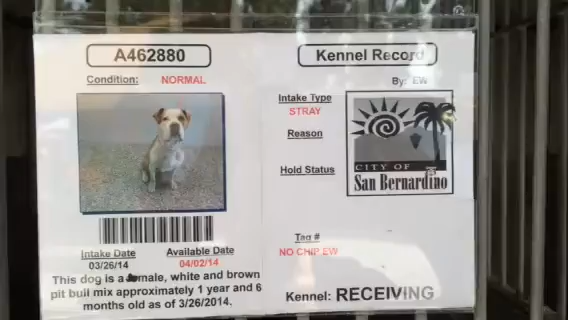 A462880
Condition: NORMAL
Intake Date Available Date
03/26/14 04/02/14
This dog is a female, white and brown
pit bull mix approximately 1 year and 6
months old as of 3/26/2014.
Kennel Record
By: EW
Intake Type
STRAY
Reason
Hold Status
CITY OF
San Bernardino
Tag #
NO CHIP EW
Kennel: RECEIVING